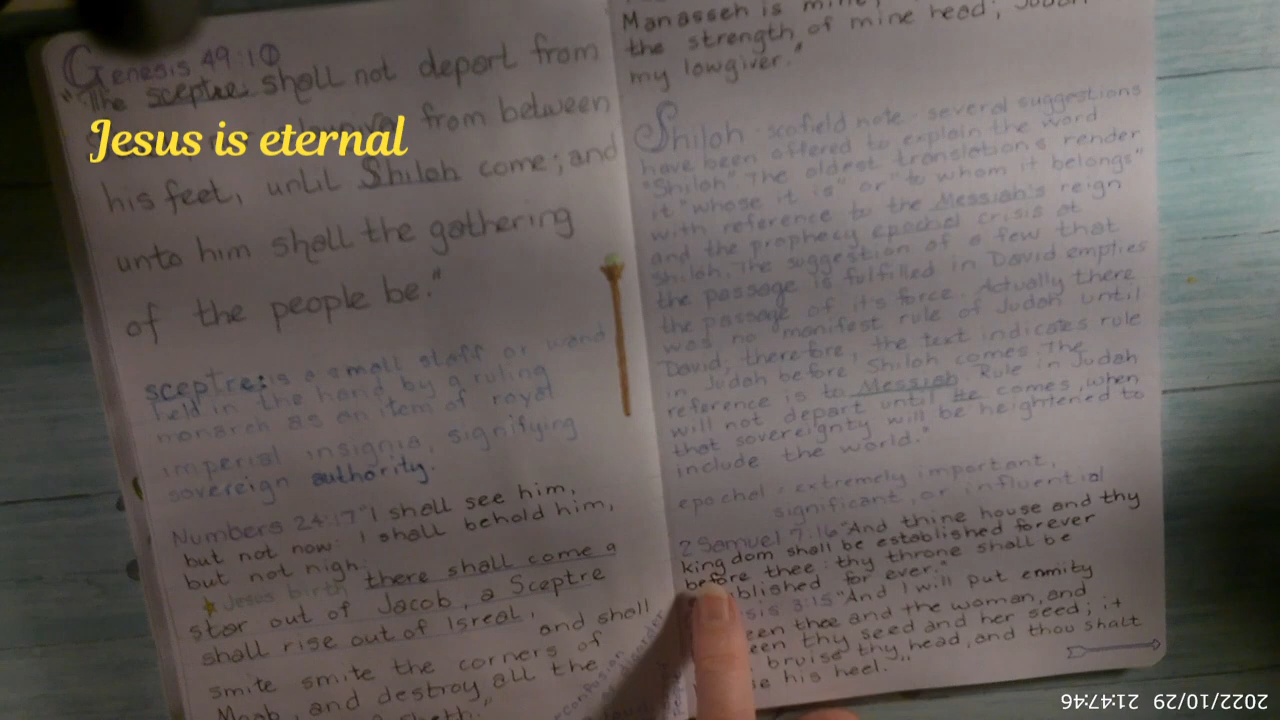 Genesis 49:10
"The sceptre shall not depart from
Jesus is eternal
from between
his feet, until Shiloh come; and
unto him shall the gathering
of the people be."
sceptre: is a small staff or wand
held in the hand by a ruling
monarch as an item of royal
imperial insignia, signifying
sovereign authority.
Numbers 24:17 "I shall see him,
but not now: I shall behold him,
but not nigh:
Jesus birth there shall come a
star out of Jacob, a Sceptre
shall rise out of Isreal,
and shall
smite smite the corners of
Moab, and destroy all the
Manasseh is mine;
the strength of mine head; Judah
my lawgiver."
Shiloh - scofield note - several suggestions
have been offered to explain the word
"Shiloh". The oldest translations render
it "whose it is" or "to whom it belongs"
with reference to the Messiah's reign
and the prophecy epochel crisis at
Shiloh. The suggestion of a few that
the passage is fulfilled in David empties
the passage of it's force. Actually there
was no manifest rule of Judah until
David; therefore, the text indicates rule
in Judah before Shiloh comes. The
reference is to Messiah Rule in Judah
will not depart until He comes, when
that sovereignty will be heightened to
include the world."
epochel - extremely important,
significant, or influential
2 Samuel 7:16 "And thine house and thy
kingdom shall be established forever
before thee: thy throne shall be
established for ever."
3:15 "And I will put enmity
thee and the woman, and
thy seed and her seed; it
bruise thy head, and thou shalt
his heel."
2022/10/29 21:47:46